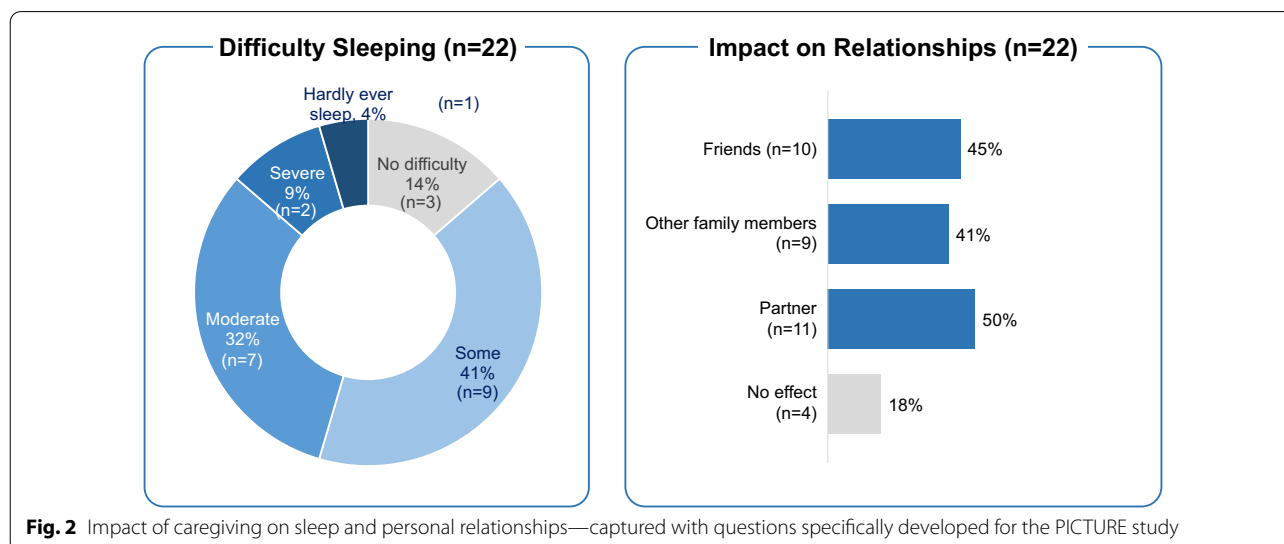 Difficulty Sleeping (n=22)
Hardly ever
sleep, 4%
(n=1)
No difficulty
14%
(n=3)
Severe
9%
(n=2)
Moderate
32%
(n=7)
Some
41%
(n=9)
Impact on Relationships (n=22)
Friends (n=10)
45%
Other family members
(n=9)
41%
Partner
(n=11)
50%
No effect
(n=4)
18%
Fig. 2 Impact of caregiving on sleep and personal relationships—captured with questions specifically developed for the PICTURE study